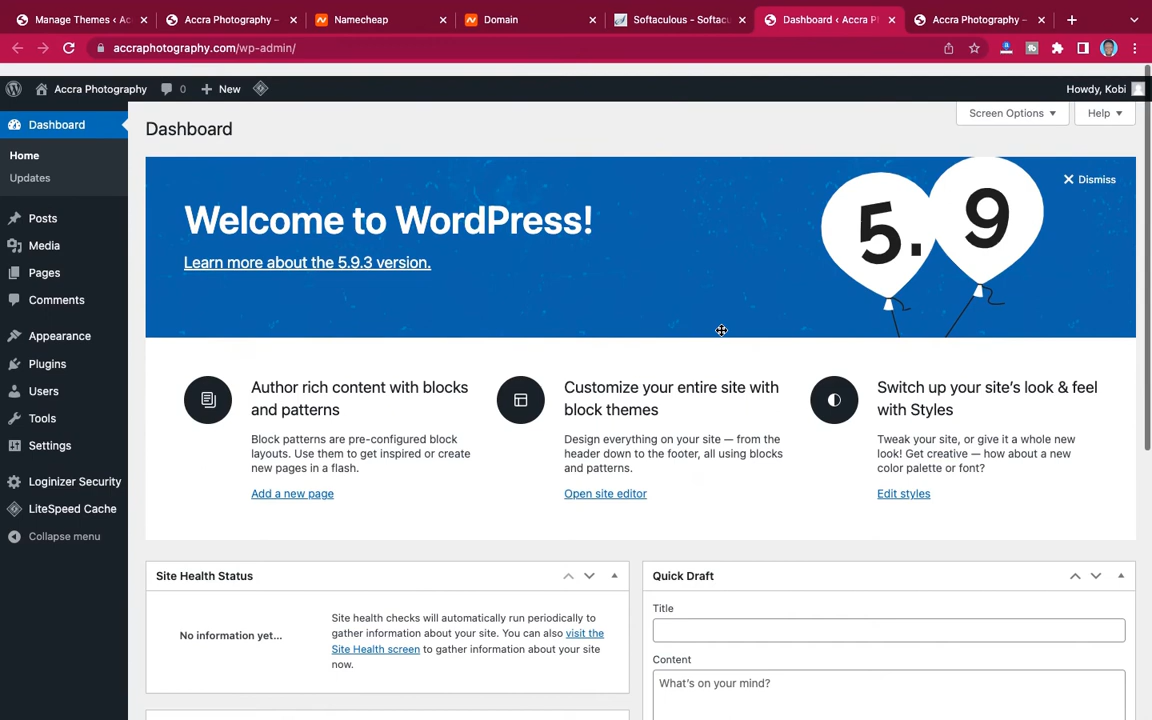 Manage Themes ‹ Ac
Accra Photography –
Namecheap
Domain
Softaculous - Softacu
Dashboard ‹ Accra P
Accra Photography –
accraphotography.com/wp-admin/
Accra Photography
0
New
Howdy, Kobi
Dashboard
Home
Updates
Posts
Media
Pages
Comments
Appearance
Plugins
Users
Tools
Settings
Loginizer Security
LiteSpeed Cache
Collapse menu
Screen Options
Help
Dashboard
Dismiss
Welcome to WordPress!
Learn more about the 5.9.3 version.
5.9
Author rich content with blocks
and patterns
Block patterns are pre-configured block
layouts. Use them to get inspired or create
new pages in a flash.
Add a new page
Customize your entire site with
block themes
Design everything on your site — from the
header down to the footer, all using blocks
and patterns.
Open site editor
Switch up your site's look & feel
with Styles
Tweak your site, or give it a whole new
look! Get creative — how about a new
color palette or font?
Edit styles
Site Health Status
No information yet...
Site health checks will automatically run periodically to
gather information about your site. You can also visit the
Site Health screen to gather information about your site
now.
Quick Draft
Title
Content
What's on your mind?